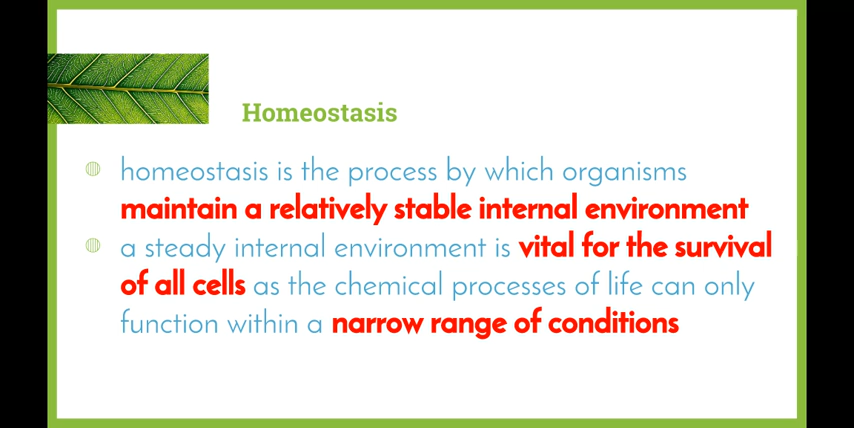 Homeostasis
homeostasis is the process by which organisms
maintain a relatively stable internal environment
a steady internal environment is vital for the survival
of all cells as the chemical processes of life can only
function within a narrow range of conditions